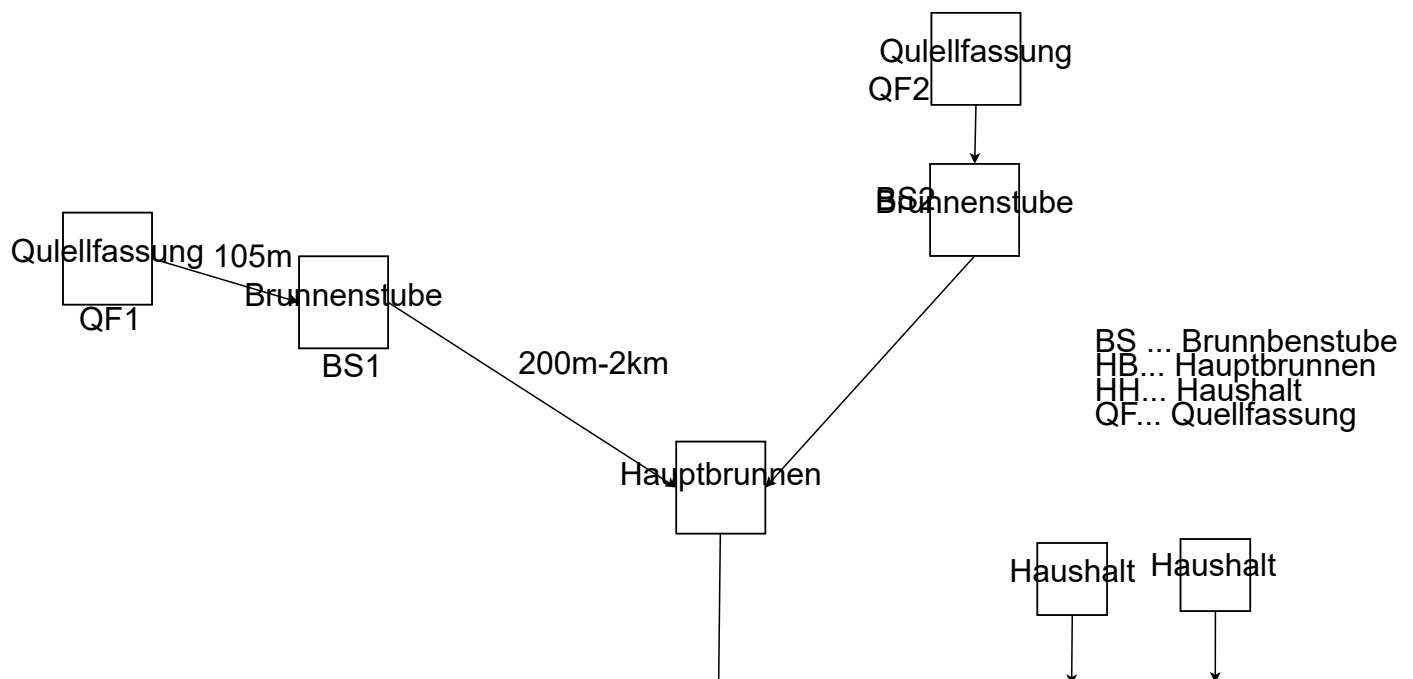 Qulellfassung
QF2
BS2
Brunnenstube
Qulellfassung
105m
Brunnenstube
QF1
BS1
200m-2km
BS ... Brunnbenstube
HB... Hauptbrunnen
HH... Haushalt
QF... Quellfassung
Hauptbrunnen
Haushalt
Haushalt